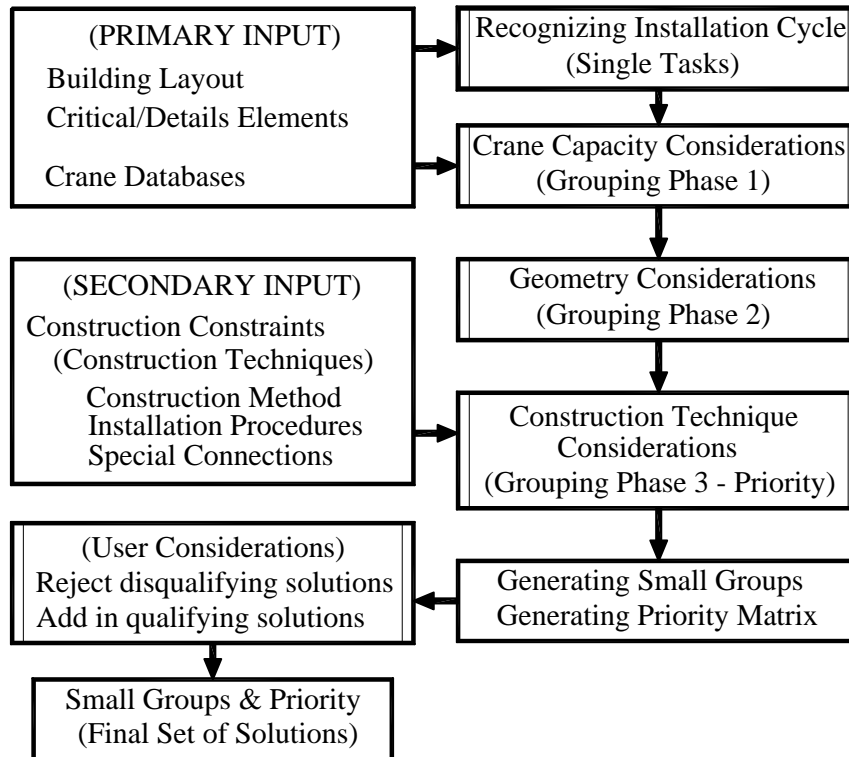 (PRIMARY INPUT)
Building Layout
Critical/Details Elements
Crane Databases
Recognizing Installation Cycle
(Single Tasks)
Crane Capacity Considerations
(Grouping Phase 1)
Geometry Considerations
(Grouping Phase 2)
(SECONDARY INPUT)
Construction Constraints
(Construction Techniques)
Construction Method
Installation Procedures
Special Connections
Construction Technique
Considerations
(Grouping Phase 3 - Priority)
Generating Small Groups
Generating Priority Matrix
(User Considerations)
Reject disqualifying solutions
Add in qualifying solutions
Small Groups & Priority
(Final Set of Solutions)